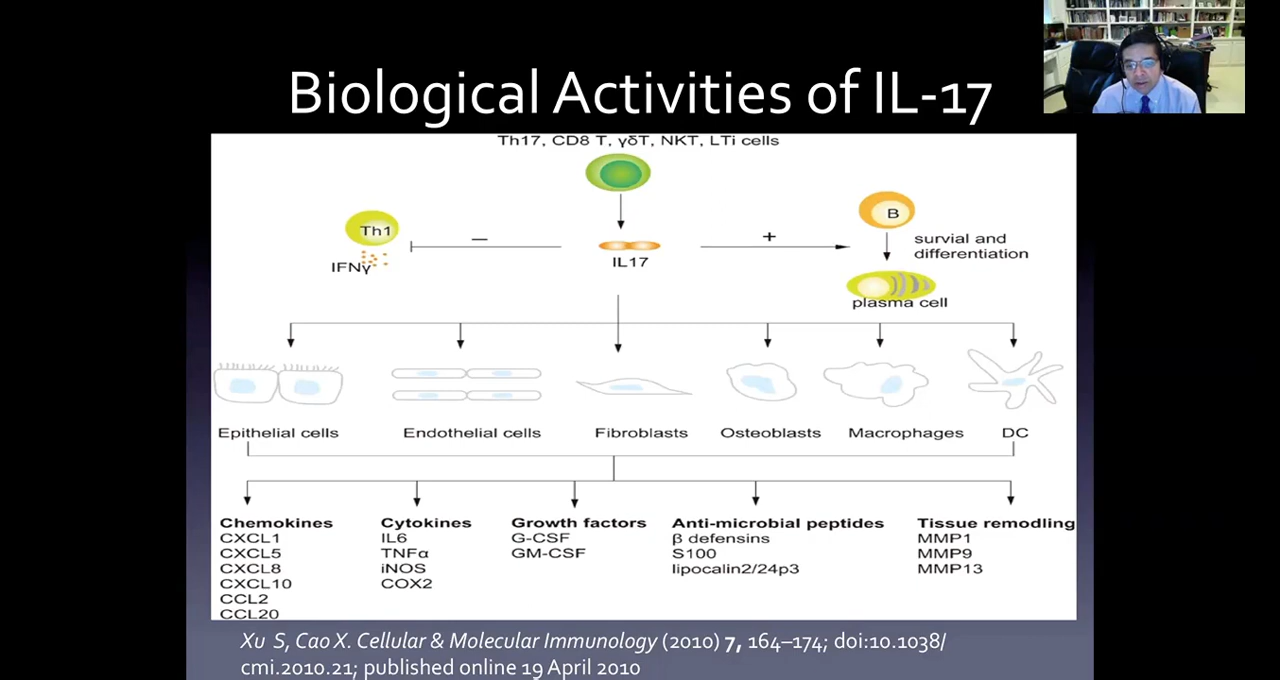 Biological Activities of IL-17
Th17, CD8 T, γδT, NKT, LTi cells
Th1
IFNγ
–
IL17
+
B
survial and
differentiation
plasma cell
Epithelial cells
Endothelial cells
Fibroblasts
Osteoblasts
Macrophages
DC
Chemokines
CXCL1
CXCL5
CXCL8
CXCL10
CCL2
CCL20
Cytokines
IL6
TNFα
iNOS
COX2
Growth factors
G-CSF
GM-CSF
Anti-microbial peptides
β defensins
S100
lipocalin2/24p3
Tissue remodling
MMP1
MMP9
MMP13
Xu S, Cao X. Cellular & Molecular Immunology (2010) 7, 164–174; doi:10.1038/
cmi.2010.21; published online 19 April 2010